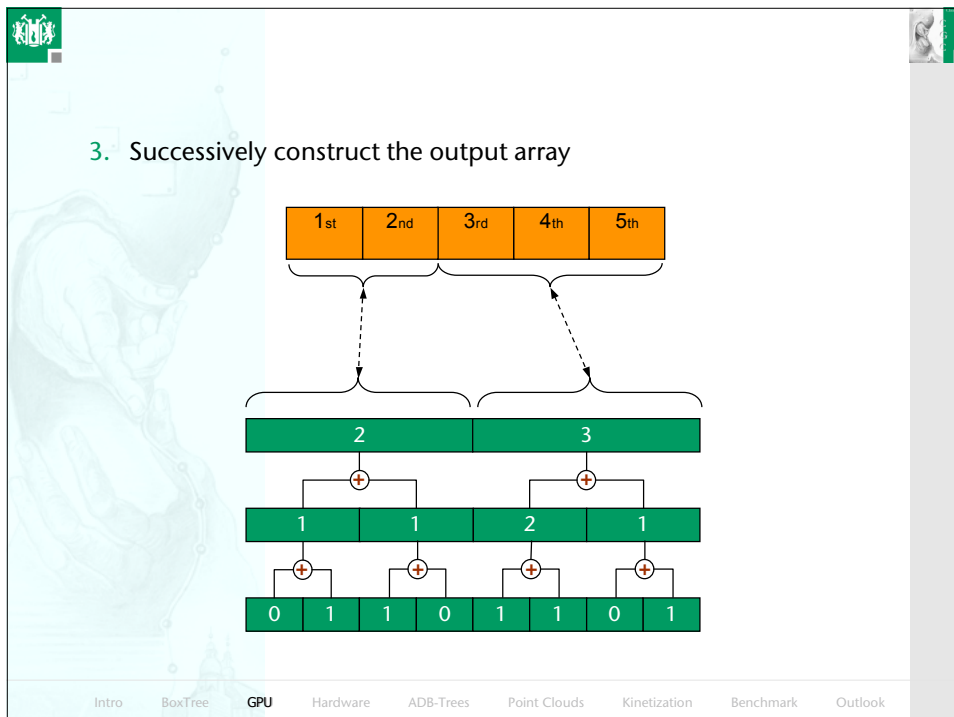 3. Successively construct the output array
1st 2nd 3rd 4th 5th
2 3
+ +
1 1 2 1
+ + + +
0 1 1 0 1 1 0 1
Intro BoxTree GPU Hardware ADB-Trees Point Clouds Kinetization Benchmark Outlook